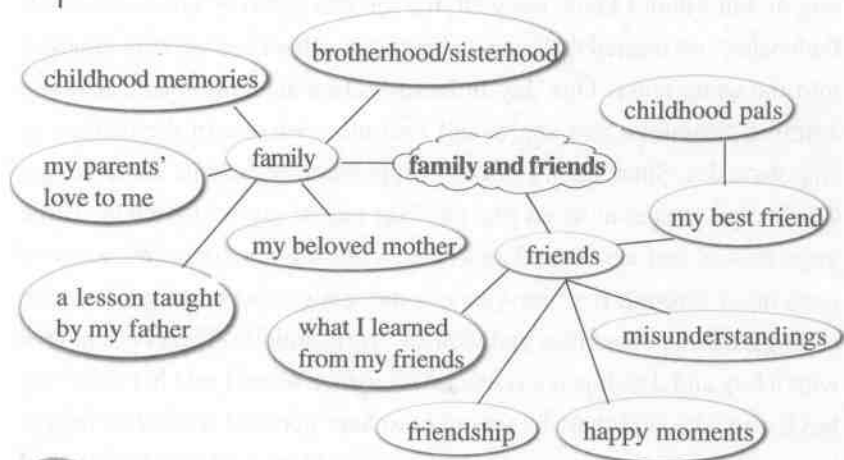 brotherhood/sisterhood
childhood memories
childhood pals
family
family and friends
my parents’
love to me
my best friend
my beloved mother
friends
a lesson taught
by my father
what I learned
from my friends
misunderstandings
friendship
happy moments